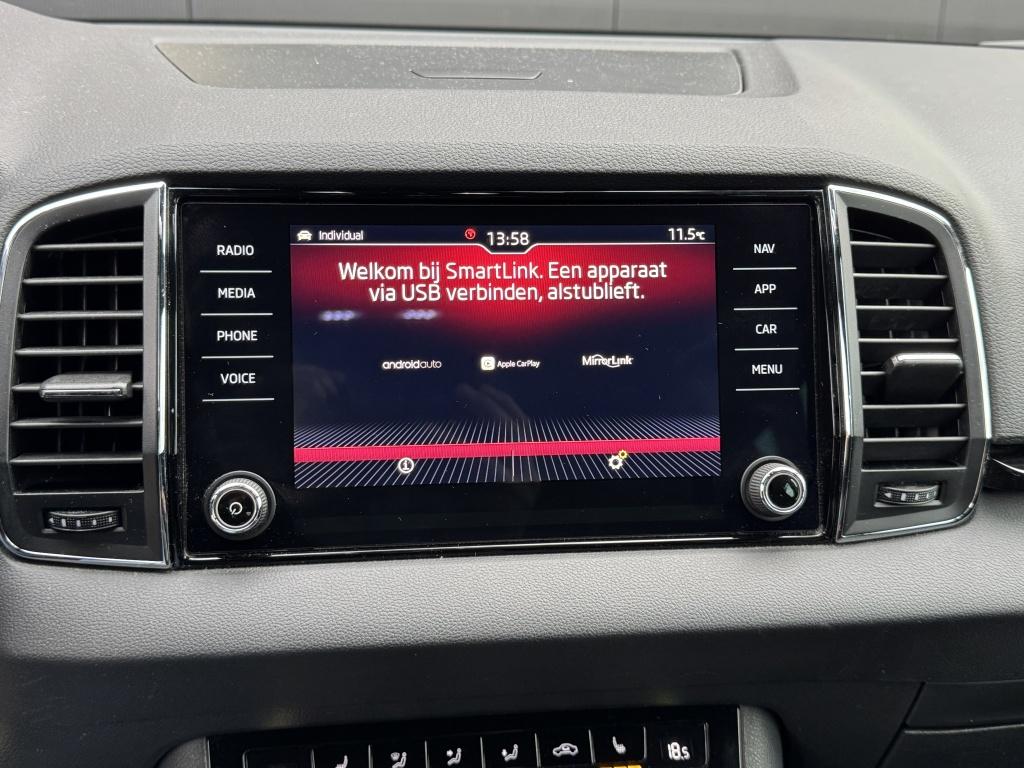 Individual
13:58
11.5°C
RADIO
MEDIA
PHONE
VOICE
Welkom bij SmartLink. Een apparaat
via USB verbinden, alstublieft.
androidauto
Apple CarPlay
MirrorLink
NAV
APP
CAR
MENU
18.5